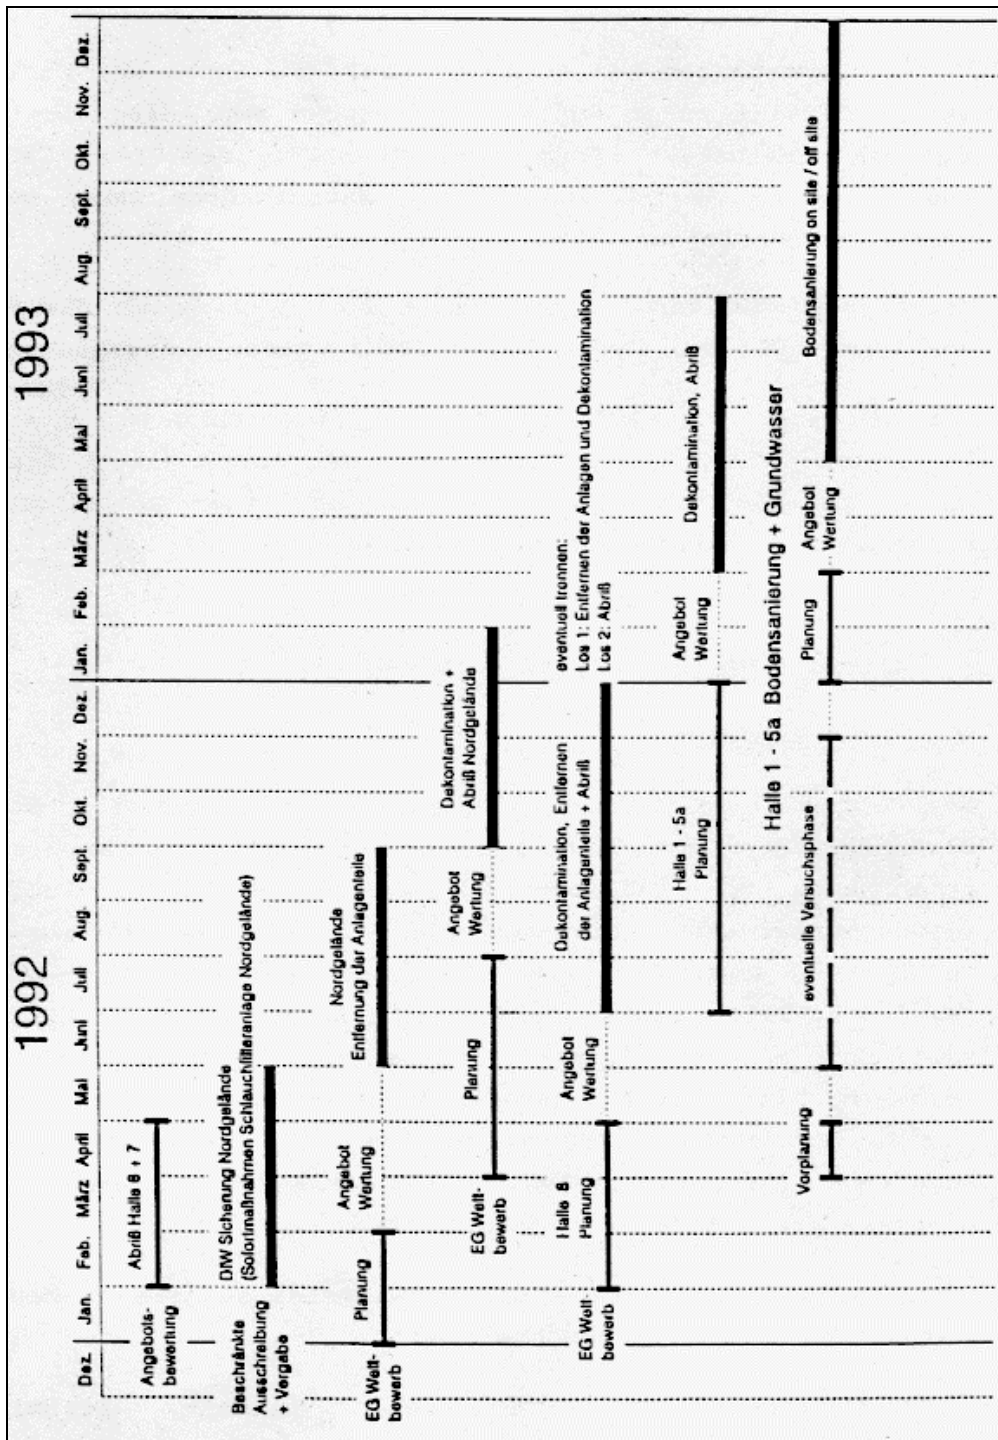 1992
1993
Dez.
Jan.
Feb.
März
April
Mai
Juni
Juli
Aug.
Sept.
Okt.
Nov.
Dez.
Jan.
Feb.
März
April
Mai
Juni
Juli
Aug.
Sept.
Okt.
Nov.
Dez.
Angebots-
bewertung
Abriß Halle 6 + 7
Beschränkte
Ausschreibung
+ Vergabe
DIW Sicherung Nordgelände
(Sofortmaßnahmen Schlauchfilteranlage Nordgelände)
EG Wett-
bewerb
Planung
Angebot
Wertung
Nordgelände
Entfernung der Anlagenteile
EG Wett-
bewerb
Planung
Angebot
Wertung
Dekontamination +
Abriß Nordgelände
EG Wett-
bewerb
Halle 8
Planung
Angebot
Wertung
Dekontamination, Entfernen
der Anlagenteile + Abriß
eventuell trennen:
Los 1: Entfernen der Anlagen und Dekontamination
Los 2: Abriß
Halle 1 - 5a
Planung
Angebot
Wertung
Dekontamination, Abriß
Halle 1 - 5a Bodensanierung + Grundwasser
Vorplanung
eventuelle Versuchsphase
Planung
Angebot
Wertung
Bodensanierung on site / off site